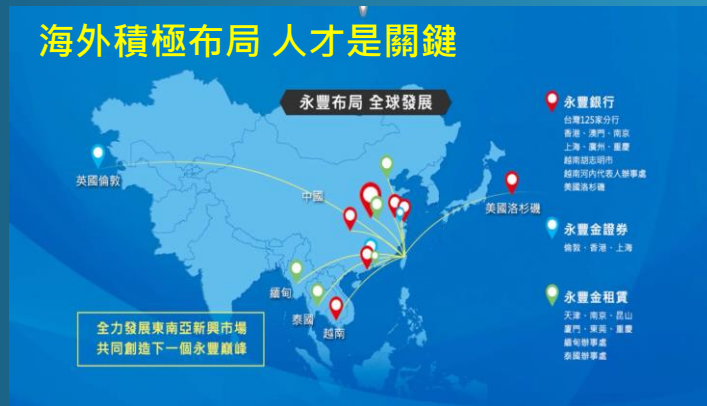 海外積極布局 人才是關鍵
永豐布局 全球發展
英國倫敦
中國
美國洛杉磯
緬甸
泰國
越南
全力發展東南亞新興市場
共同創造下一個永豐巔峰
永豐銀行
台灣125家分行
香港、澳門、南京
上海、廣州、重慶
越南胡志明市
越南河內代表人辦事處
美國洛杉磯
永豐金證券
倫敦、香港、上海
永豐金租賃
天津、南京、昆山
廈門、東莞、重慶
緬甸辦事處
泰國辦事處